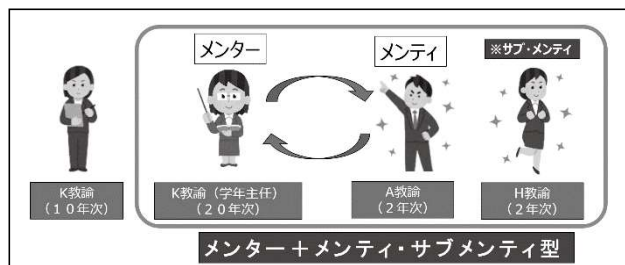 メンター
メンティ
※サブ・メンティ
K教諭
（１０年次）
K教諭（学年主任）
（２０年次）
A教諭
（２年次）
H教諭
（２年次）
メンター＋メンティ・サブメンティ型